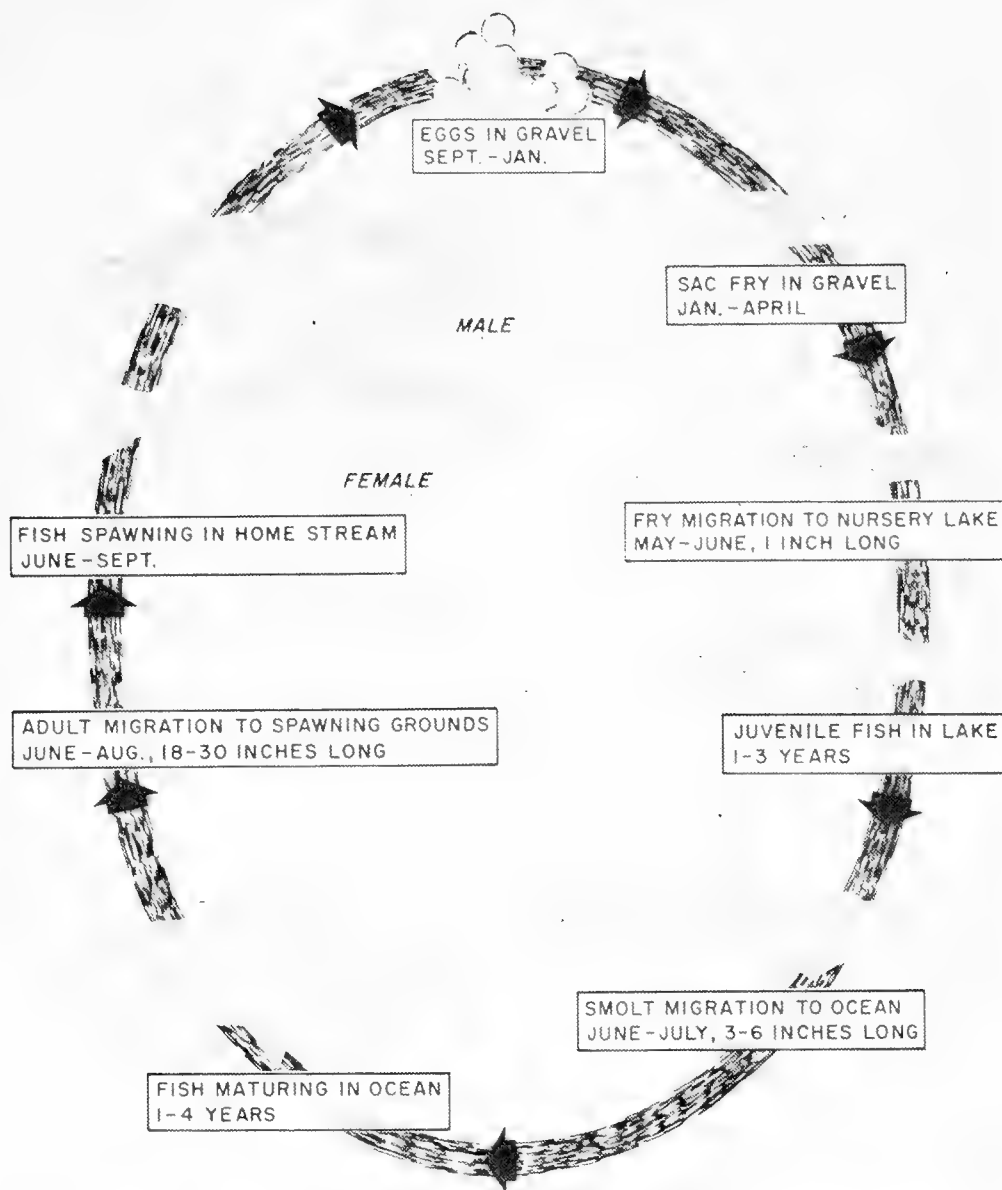 EGGS IN GRAVEL
SEPT.-JAN.
SAC FRY IN GRAVEL
JAN.-APRIL
MALE
FEMALE
FISH SPAWNING IN HOME STREAM
JUNE-SEPT.
FRY MIGRATION TO NURSERY LAKE
MAY-JUNE, 1 INCH LONG
ADULT MIGRATION TO SPAWNING GROUNDS
JUNE-AUG., 18-30 INCHES LONG
JUVENILE FISH IN LAKE
1-3 YEARS
SMOLT MIGRATION TO OCEAN
JUNE-JULY, 3-6 INCHES LONG
FISH MATURING IN OCEAN
1-4 YEARS